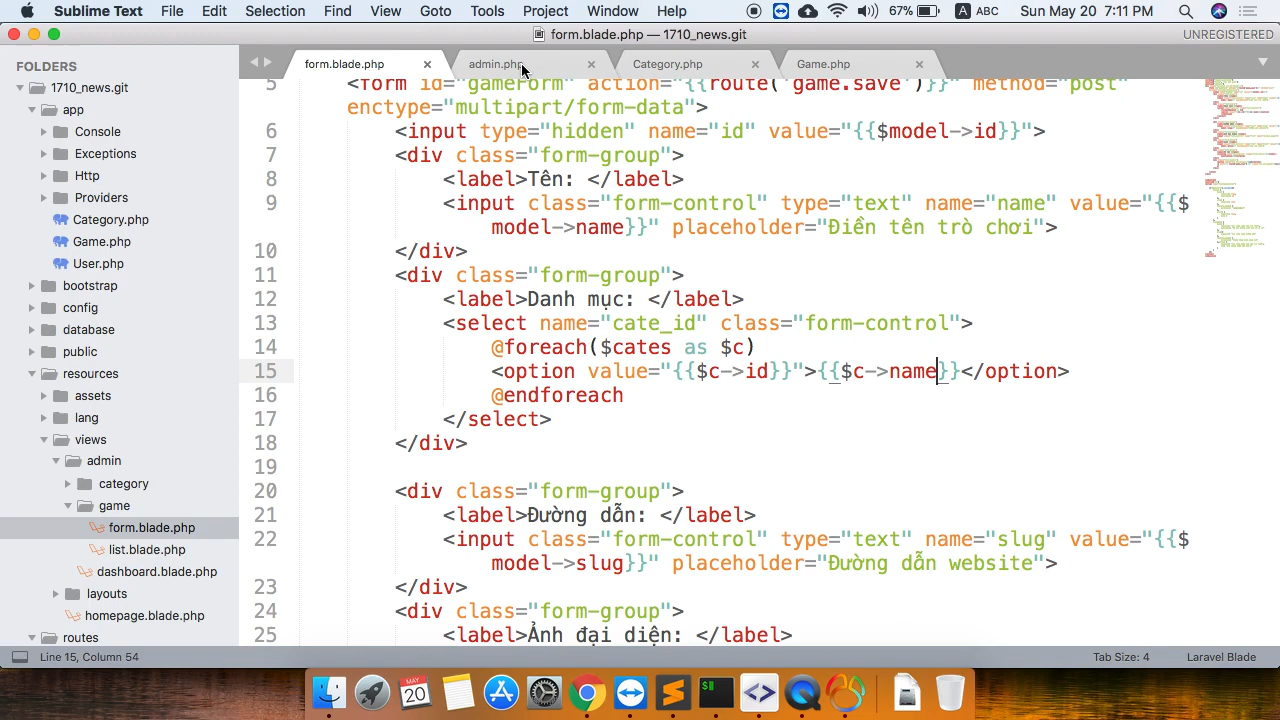 Sublime Text File Edit Selection Find View Goto Tools Project Window Help 67% A ABC Sun May 20 7:11 PM
form.blade.php — 1710_news.git UNREGISTERED
FOLDERS
1710_news.git
app
Console
Exceptions
Http
Providers
Category.php
Game.php
User.php
bootstrap
config
database
public
resources
assets
lang
views
admin
category
game
form.blade.php
list.blade.php
dashboard.blade.php
layouts
homepage.blade.php
routes
form.blade.php × admin.php × Category.php × Game.php ×
5 <form id="gameForm" action="{{route('game.save')}}" method="post"
enctype="multipart/form-data">
6 <input type="hidden" name="id" value="{{$model->id}}">
7 <div class="form-group">
8 <label>Tên: </label>
9 <input class="form-control" type="text" name="name" value="{{$
model->name}}" placeholder="Điền tên trò chơi">
10 </div>
11 <div class="form-group">
12 <label>Danh mục: </label>
13 <select name="cate_id" class="form-control">
14 @foreach($cates as $c)
15 <option value="{{$c->id}}">{{$c->name}}</option>
16 @endforeach
17 </select>
18 </div>
19
20 <div class="form-group">
21 <label>Đường dẫn: </label>
22 <input class="form-control" type="text" name="slug" value="{{$
model->slug}}" placeholder="Đường dẫn website">
23 </div>
24 <div class="form-group">
25 <label>Ảnh đại diện: </label>
Line 15, Column 54 Tab Size: 4 Laravel Blade
MAY
20